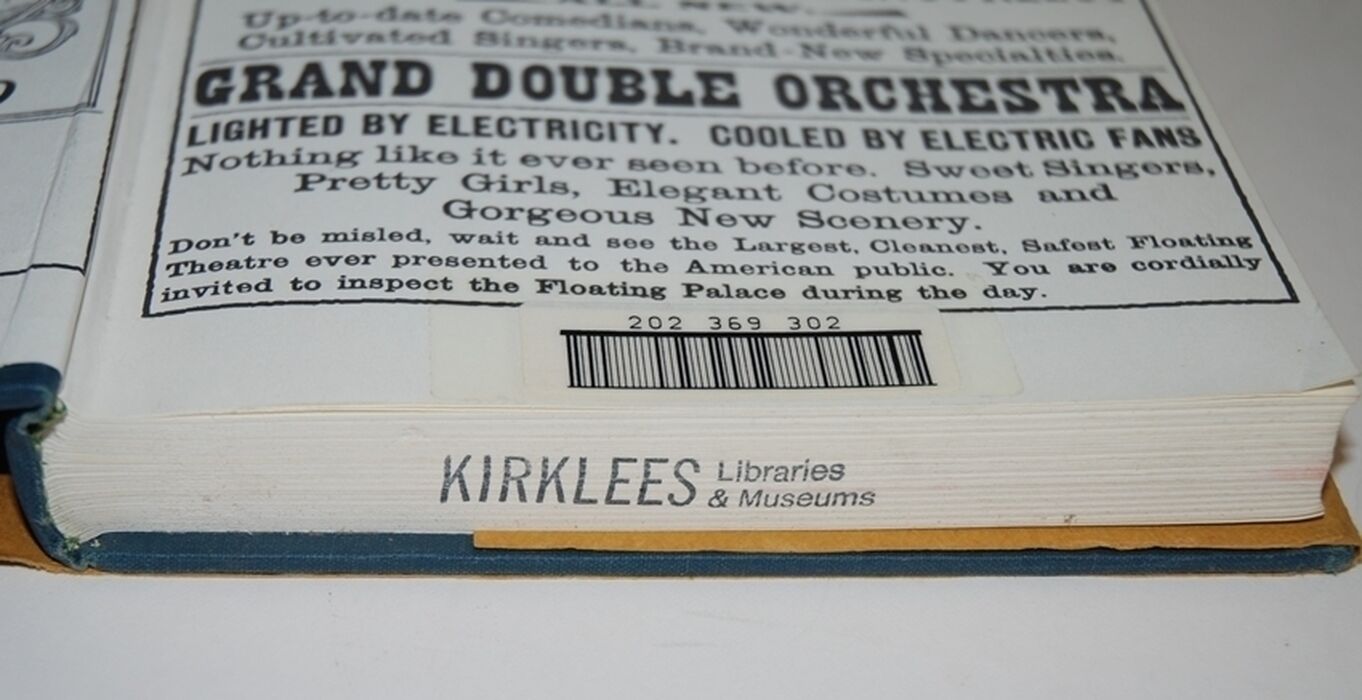 ALL NEW.
Up-to-date Comedians, Wonderful Dancers,
Cultivated Singers, Brand-New Specialties.
GRAND DOUBLE ORCHESTRA
LIGHTED BY ELECTRICITY. COOLED BY ELECTRIC FANS
Nothing like it ever seen before. Sweet Singers,
Pretty Girls, Elegant Costumes and
Gorgeous New Scenery.
Don't be misled, wait and see the Largest, Cleanest, Safest Floating
Theatre ever presented to the American public. You are cordially
invited to inspect the Floating Palace during the day.
202 369 302
KIRKLEES Libraries
& Museums